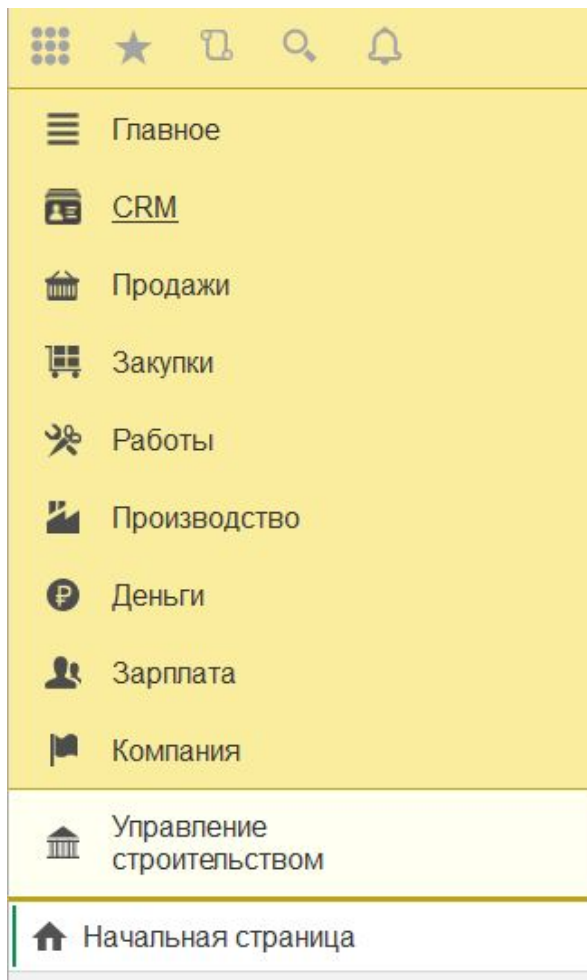 Главное
CRM
Продажи
Закупки
Работы
Производство
Деньги
Зарплата
Компания
Управление
строительством
Начальная страница